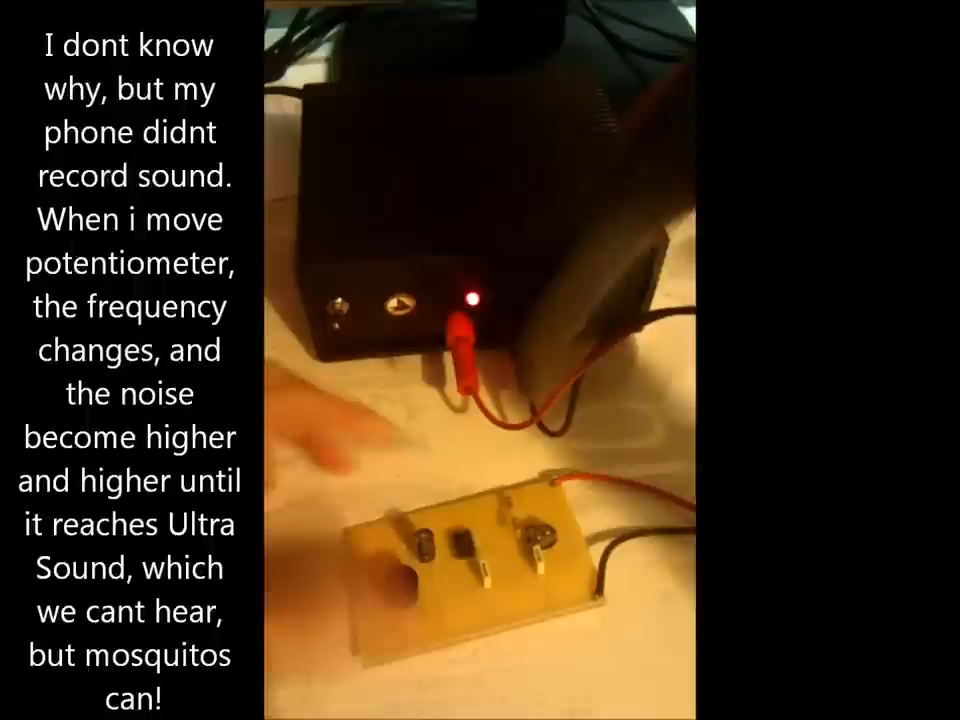 I dont know
why, but my
phone didnt
record sound.
When i move
potentiometer,
the frequency
changes, and
the noise
become higher
and higher until
it reaches Ultra
Sound, which
we cant hear,
but mosquitos
can!